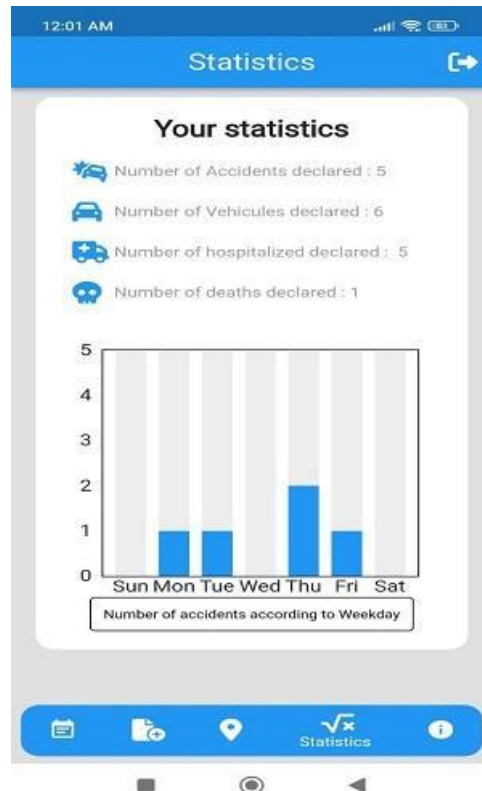 12:01 AM
Statistics
Your statistics
Number of Accidents declared : 5
Number of Vehicules declared : 6
Number of hospitalized declared : 5
Number of deaths declared : 1
5
4
3
2
1
0
Sun Mon Tue Wed Thu Fri Sat
Number of accidents according to Weekday
Statistics